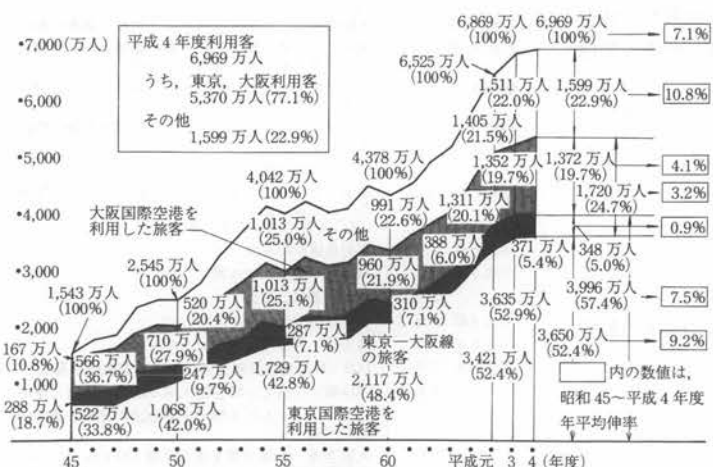 •7,000(万人)
•6,000
•5,000
•4,000
•3,000
•2,000
•1,000
平成4年度利用客
6,969万人
うち，東京，大阪利用客
5,370万人(77.1%)
その他
1,599万人(22.9%)
6,869万人
(100%)
6,969万人
(100%)
6,525万人
(100%)
1,511万人
(22.0%)
1,599万人
(22.9%)
1,405万人
(21.5%)
4,042万人
(100%)
4,378万人
(100%)
1,352万人
(19.7%)
1,372万人
(19.7%)
1,720万人
(24.7%)
大阪国際空港を
利用した旅客
1,013万人
(25.0%)
その他
991万人
(22.6%)
1,311万人
(20.1%)
2,545万人
(100%)
1,013万人
(25.1%)
960万人
(21.9%)
388万人
(6.0%)
371万人
(5.4%)
348万人
(5.0%)
1,543万人
(100%)
520万人
(20.4%)
3,996万人
(57.4%)
167万人
(10.8%)
566万人
(36.7%)
710万人
(27.9%)
287万人
(7.1%)
310万人
(7.1%)
3,635万人
(52.9%)
東京―大阪線
の旅客
3,650万人
(52.4%)
247万人
(9.7%)
1,729万人
(42.8%)
2,117万人
(48.4%)
3,421万人
(52.4%)
288万人
(18.7%)
522万人
(33.8%)
1,068万人
(42.0%)
東京国際空港を
利用した旅客
7.1%
10.8%
4.1%
3.2%
0.9%
7.5%
9.2%
内の数値は，
昭和45～平成4年度
年平均伸率
45 50 55 60 平成元 3 4 (年度)